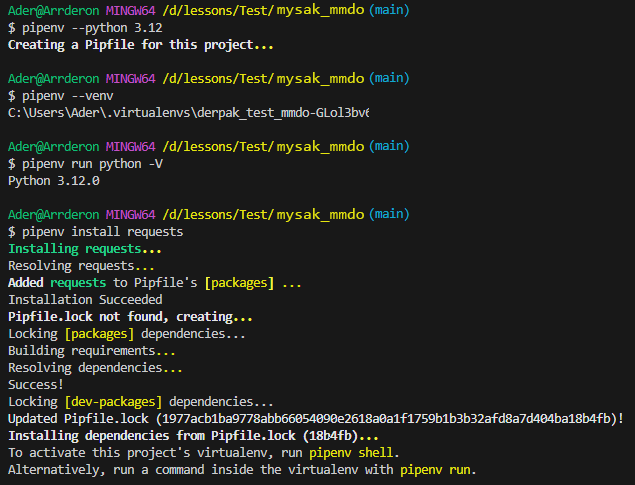 Ader@Arrderon MINGW64 /d/lessons/Test/mysak_mmdo (main)
$ pipenv --python 3.12
Creating a Pipfile for this project...
Ader@Arrderon MINGW64 /d/lessons/Test/mysak_mmdo (main)
$ pipenv --venv
C:\Users\Ader\.virtualenvs\derpak_test_mmdo-GLol3bv6
Ader@Arrderon MINGW64 /d/lessons/Test/mysak_mmdo (main)
$ pipenv run python -V
Python 3.12.0
Ader@Arrderon MINGW64 /d/lessons/Test/mysak_mmdo (main)
$ pipenv install requests
Installing requests...
Resolving requests...
Added requests to Pipfile's [packages] ...
Installation Succeeded
Pipfile.lock not found, creating...
Locking [packages] dependencies...
Building requirements...
Resolving dependencies...
Success!
Locking [dev-packages] dependencies...
Updated Pipfile.lock (1977acb1ba9778abb66054090e2618a0a1f1759b1b3b32afd8a7d404ba18b4fb)!
Installing dependencies from Pipfile.lock (18b4fb)...
To activate this project's virtualenv, run pipenv shell.
Alternatively, run a command inside the virtualenv with pipenv run.